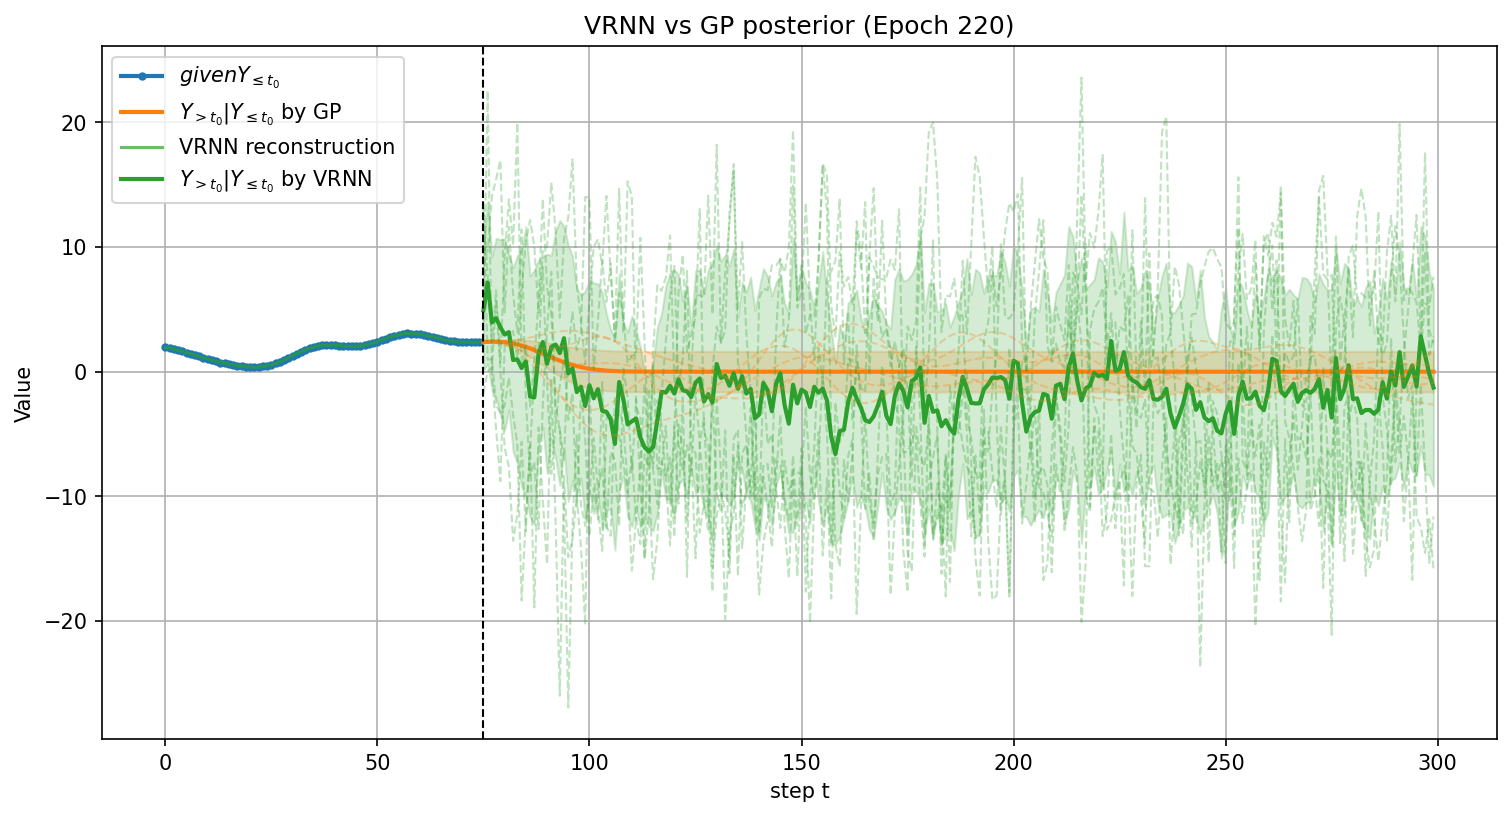 VRNN vs GP posterior (Epoch 220)
givenY≤t₀
Y>t₀|Y≤t₀ by GP
VRNN reconstruction
Y>t₀|Y≤t₀ by VRNN
Value
20
10
0
−10
−20
0 50 100 150 200 250 300
step t